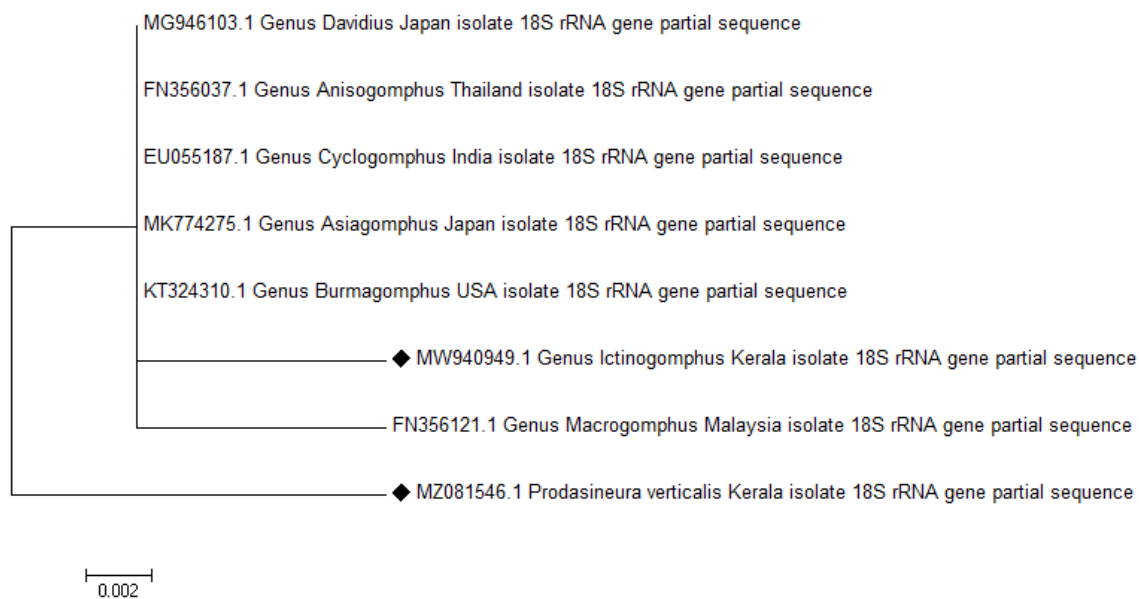 MG946103.1 Genus Davidius Japan isolate 18S rRNA gene partial sequence
FN356037.1 Genus Anisogomphus Thailand isolate 18S rRNA gene partial sequence
EU055187.1 Genus Cyclogomphus India isolate 18S rRNA gene partial sequence
MK774275.1 Genus Asiagomphus Japan isolate 18S rRNA gene partial sequence
KT324310.1 Genus Burmagomphus USA isolate 18S rRNA gene partial sequence
MW940949.1 Genus Ictinogomphus Kerala isolate 18S rRNA gene partial sequence
FN356121.1 Genus Macrogomphus Malaysia isolate 18S rRNA gene partial sequence
MZ081546.1 Prodasineura verticalis Kerala isolate 18S rRNA gene partial sequence
0.002